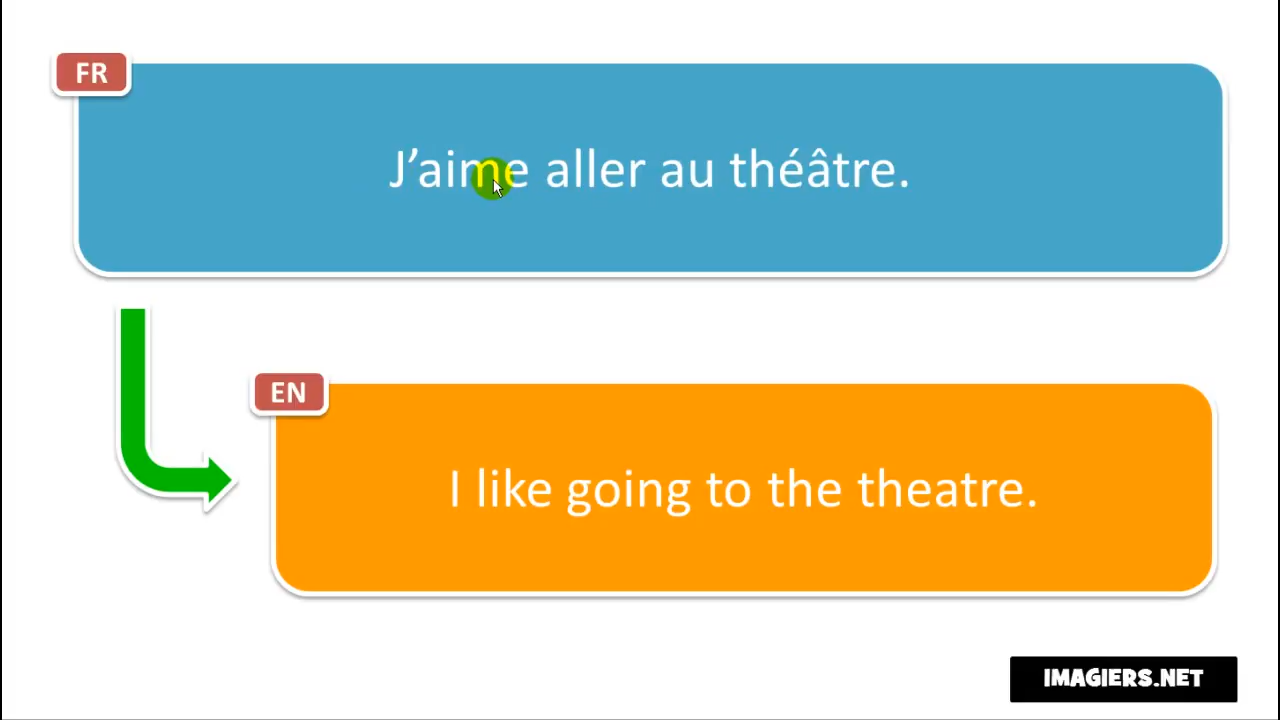 FR
J’aime aller au théâtre.
EN
I like going to the theatre.
IMAGIERS.NET